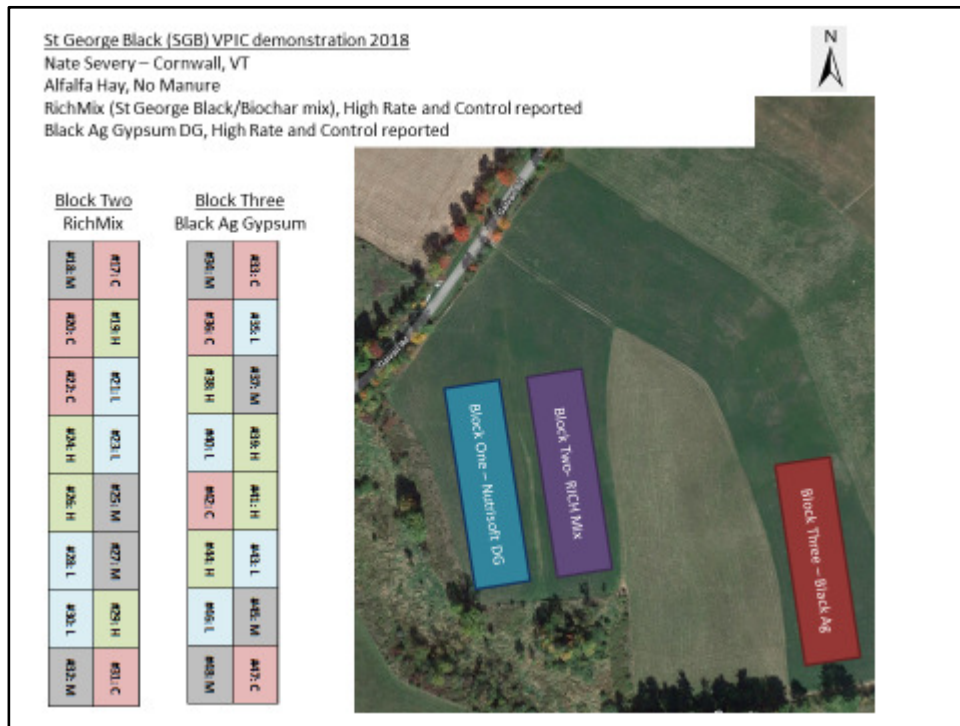 St George Black (SGB) VPIC demonstration 2018
Nate Severy – Cornwall, VT
Alfalfa Hay, No Manure
RichMix (St George Black/Biochar mix), High Rate and Control reported
Black Ag Gypsum DG, High Rate and Control reported
N
Block Two
RichMix
#18: M
#17: C
#20: C
#19: H
#22: C
#21: L
#24: H
#23: L
#26: H
#25: M
#28: L
#27: M
#30: L
#29: H
#32: M
#31: C
Block Three
Black Ag Gypsum
#34: M
#33: C
#36: C
#35: L
#38: H
#37: M
#40: L
#39: H
#42: C
#41: H
#44: H
#43: L
#46: L
#45: M
#48: M
#47: C
Block One – Nutrisoft DG
Block Two- RICH Mix
Block Three – Black AG